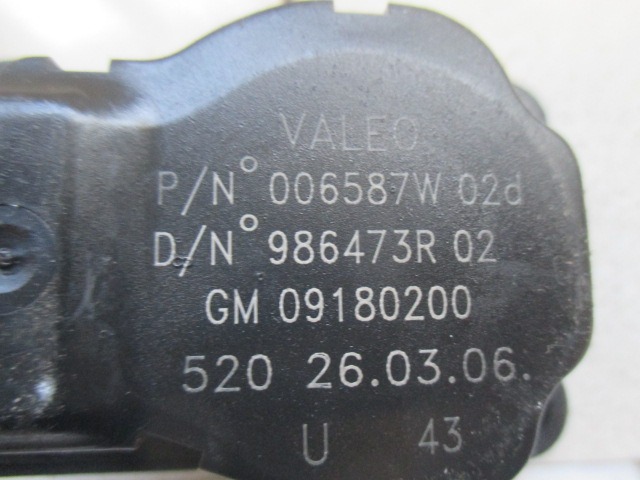 VALEO
P/N° 006587W 02d
D/N° 986473R 02
GM 09180200
520 26.03.06.
U 43